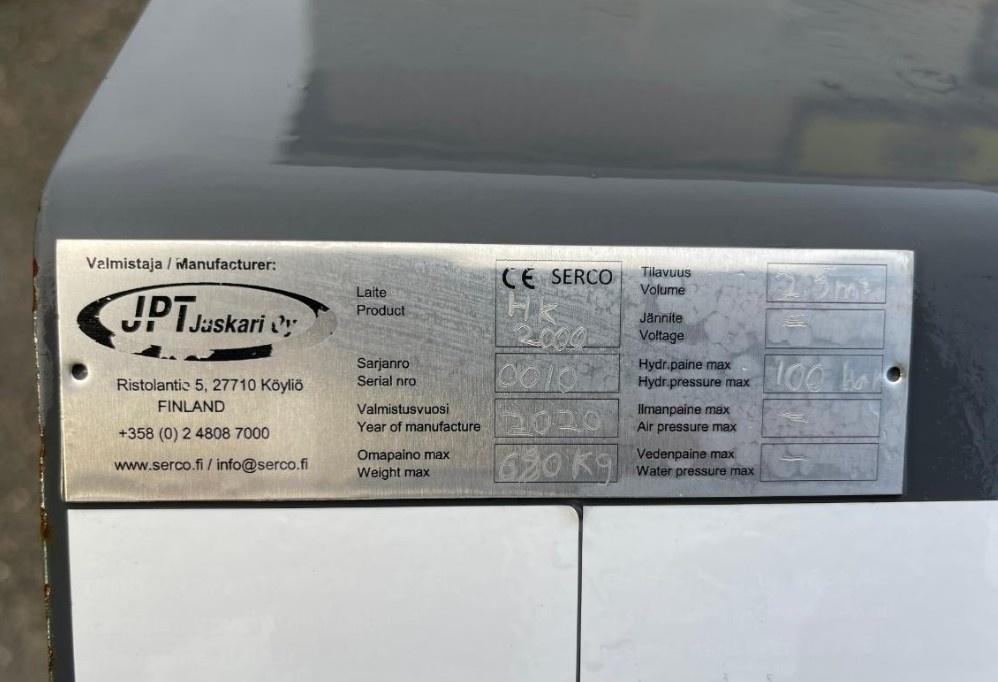 Valmistaja / Manufacturer:
JPT Jaskari Oy
Ristolantie 5, 27710 Köyliö
FINLAND
+358 (0) 2 4808 7000
www.serco.fi / info@serco.fi
Laite
Product
CE SERCO
HK
2000
Sarjanro
Serial nro
0010
Valmistusvuosi
Year of manufacture
2020
Omapaino max
Weight max
Kg
Tilavuus
Volume
m³
Jännite
Voltage
-
Hydr.paine max
Hydr.pressure max
100 bar
Ilmanpaine max
Air pressure max
-
Vedenpaine max
Water pressure max
-